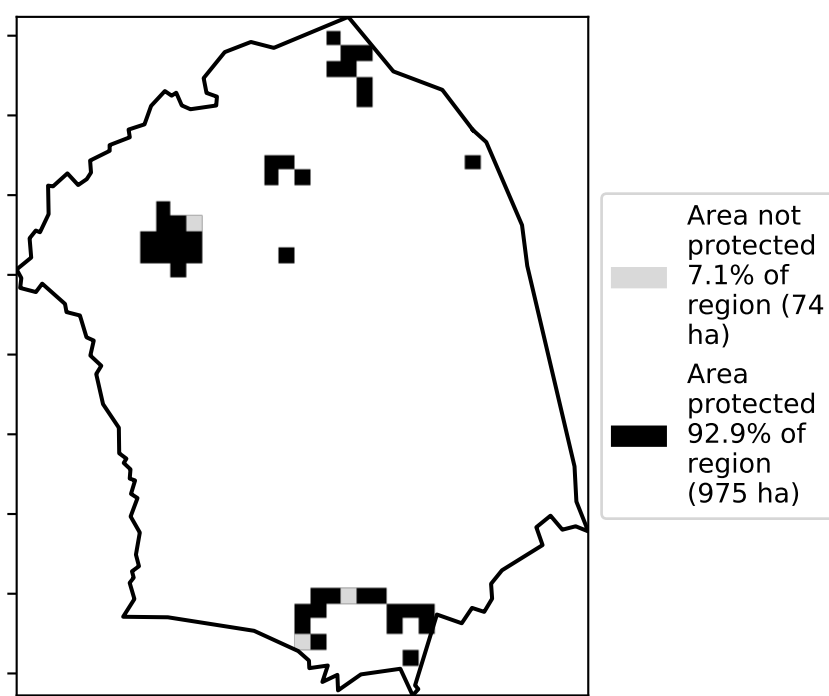 Area not
protected
7.1% of
region (74
ha)
Area
protected
92.9% of
region
(975 ha)